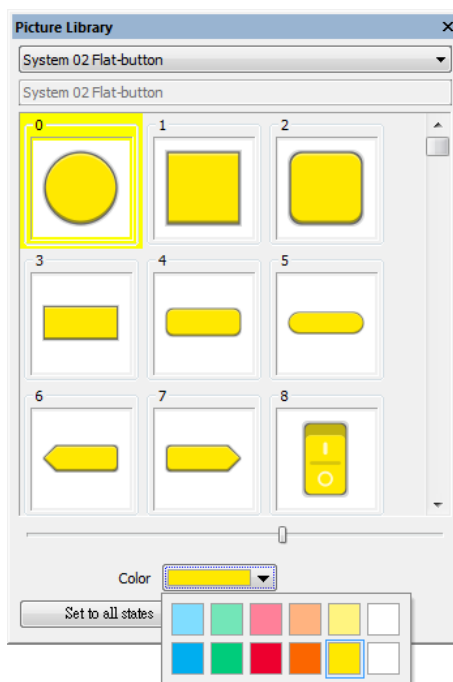 Picture Library
System 02 Flat-button
System 02 Flat-button
0 1 2
3 4 5
6 7 8
Color
Set to all states